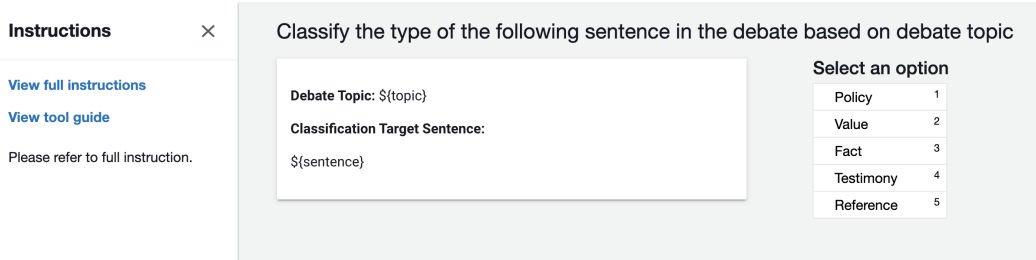 Instructions
×
View full instructions
View tool guide
Please refer to full instruction.
Classify the type of the following sentence in the debate based on debate topic
Debate Topic: ${topic}
Classification Target Sentence:
${sentence}
Select an option
Policy 1
Value 2
Fact 3
Testimony 4
Reference 5